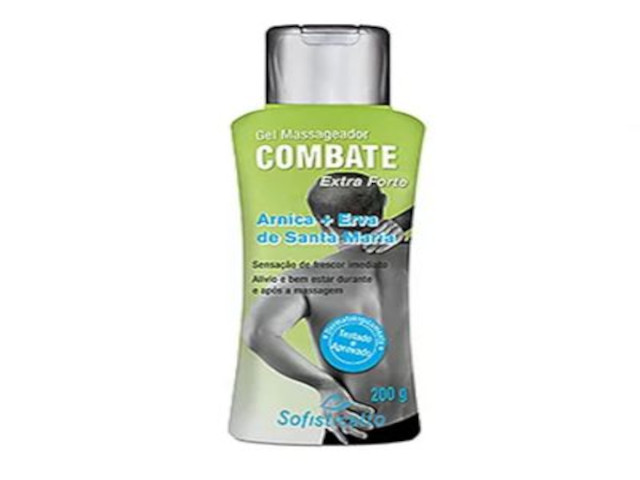 Gel Massageador
COMBATE
Extra Forte
Arnica + Erva
de Santa Maria
Sensação de frescor imediato
Alívio e bem estar durante
e após a massagem
Dermatologicamente
Testado e
Aprovado
200 g